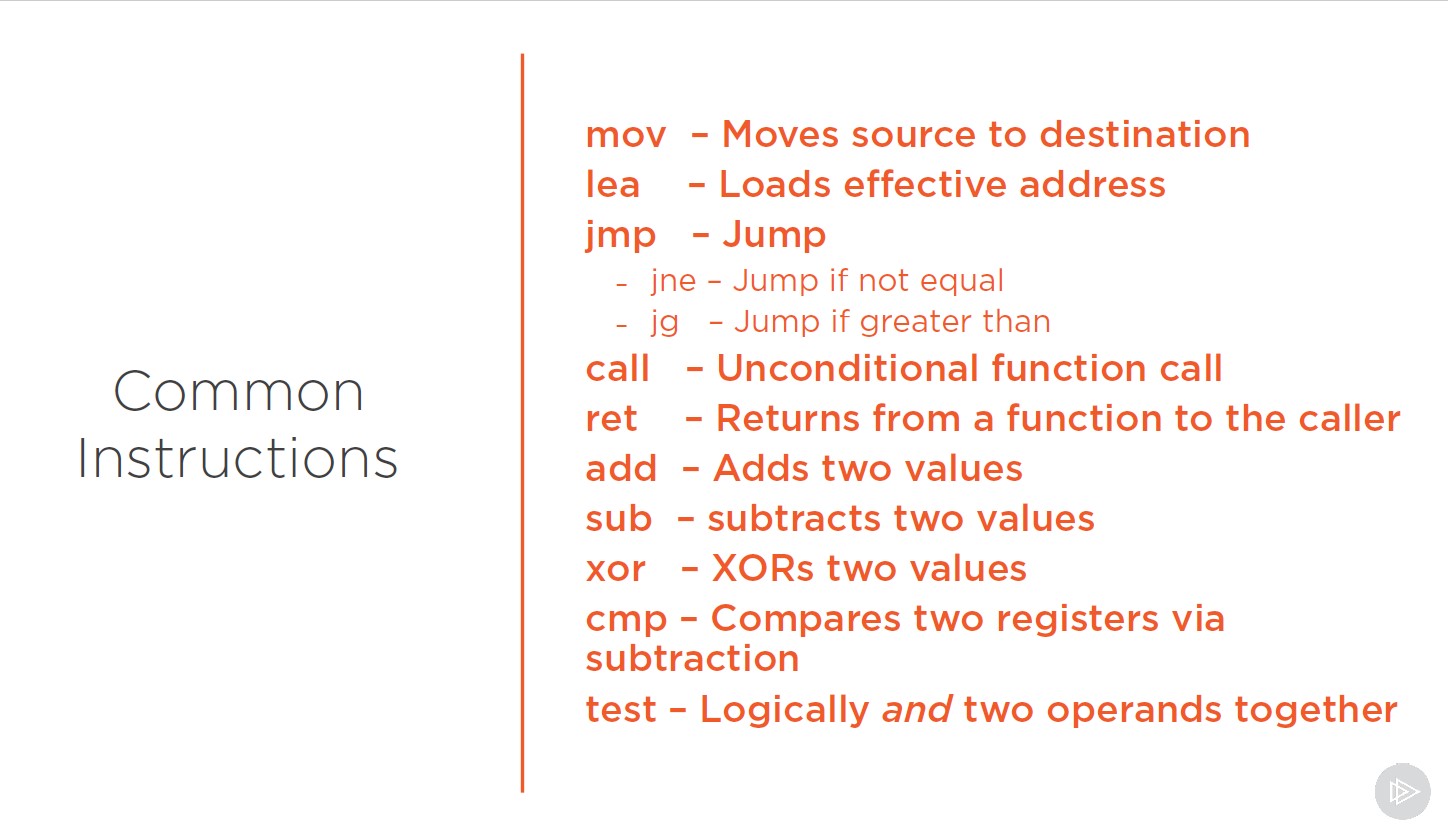 Common
Instructions
mov – Moves source to destination
lea – Loads effective address
jmp – Jump
- jne – Jump if not equal
- jg – Jump if greater than
call – Unconditional function call
ret – Returns from a function to the caller
add – Adds two values
sub – subtracts two values
xor – XORs two values
cmp – Compares two registers via
subtraction
test – Logically and two operands together